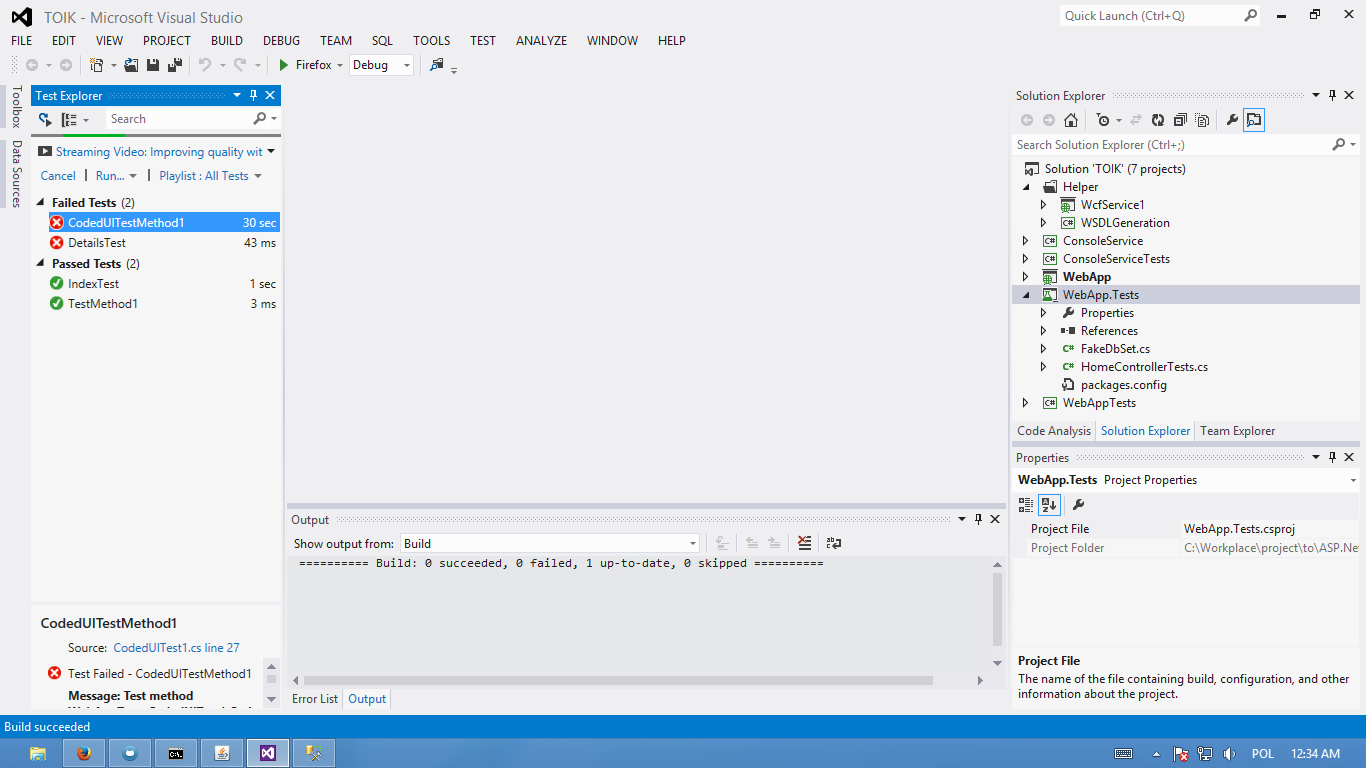 TOIK - Microsoft Visual Studio
Quick Launch (Ctrl+Q)
FILE EDIT VIEW PROJECT BUILD DEBUG TEAM SQL TOOLS TEST ANALYZE WINDOW HELP
Firefox Debug
Toolbox
Data Sources
Test Explorer
Search
Streaming Video: Improving quality wit
Cancel | Run... | Playlist : All Tests
Failed Tests (2)
CodedUITestMethod1 30 sec
DetailsTest 43 ms
Passed Tests (2)
IndexTest 1 sec
TestMethod1 3 ms
CodedUITestMethod1
Source: CodedUITest1.cs line 27
Test Failed - CodedUITestMethod1
Message: Test method
Output
Show output from: Build
========== Build: 0 succeeded, 0 failed, 1 up-to-date, 0 skipped ==========
Error List Output
Solution Explorer
Search Solution Explorer (Ctrl+;)
Solution 'TOIK' (7 projects)
Helper
WcfService1
WSDLGeneration
ConsoleService
ConsoleServiceTests
WebApp
WebApp.Tests
Properties
References
FakeDbSet.cs
HomeControllerTests.cs
packages.config
WebAppTests
Code Analysis Solution Explorer Team Explorer
Properties
WebApp.Tests Project Properties
Project File WebApp.Tests.csproj
Project Folder C:\Workplace\project\to\ASP.Ne
Project File
The name of the file containing build, configuration, and other
information about the project.
Build succeeded
POL 12:34 AM